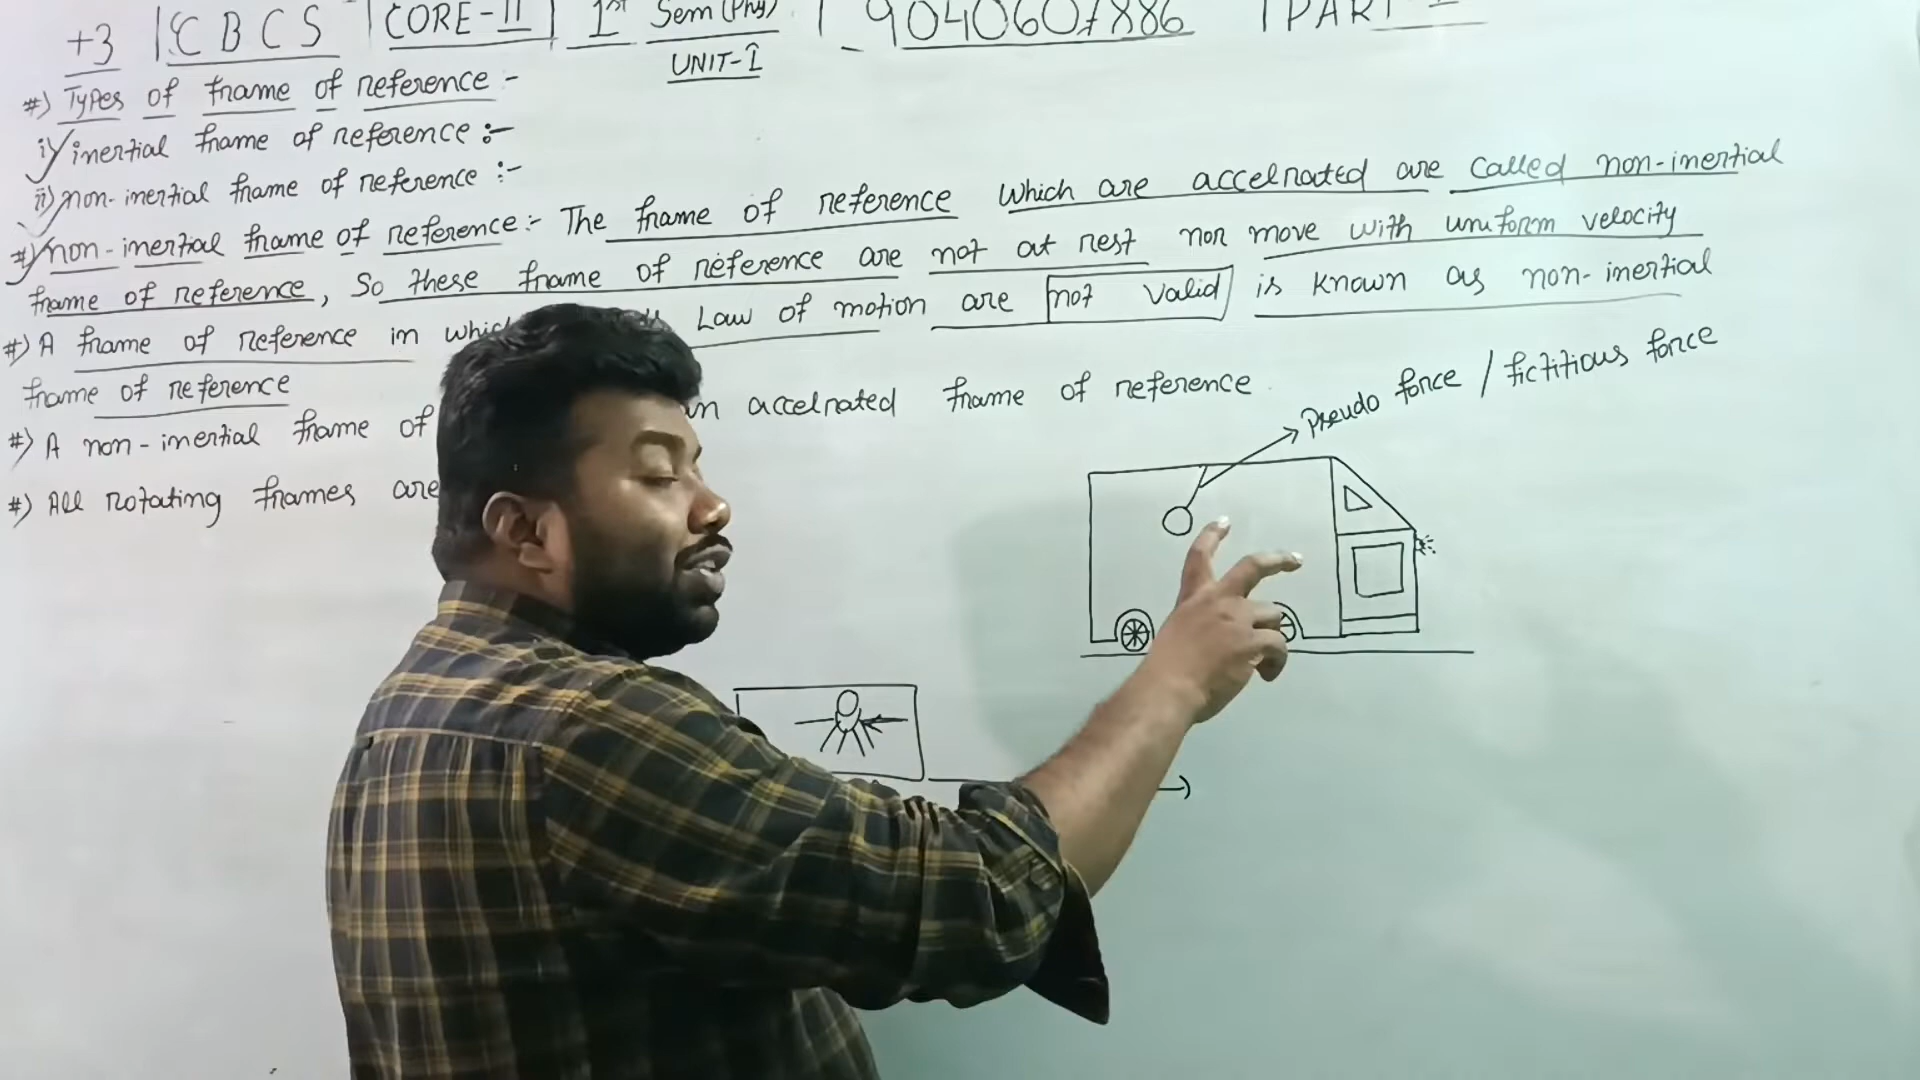 +3 | C B C S | CORE-II | 1st Sem (Phy) | 9040607886 | PART-I
UNIT-I
#) Types of frame of reference :-
i) inertial frame of reference :-
ii) non-inertial frame of reference :-
#) non-inertial frame of reference :- The frame of reference which are accelrated are called non-inertial
frame of reference, So these frame of reference are not at rest nor move with uniform velocity
#) A frame of reference in which Law of motion are not valid is known as non-inertial
frame of reference
#) A non-inertial frame of an accelrated frame of reference
#) All rotating frames are
Pseudo force / fictitious force